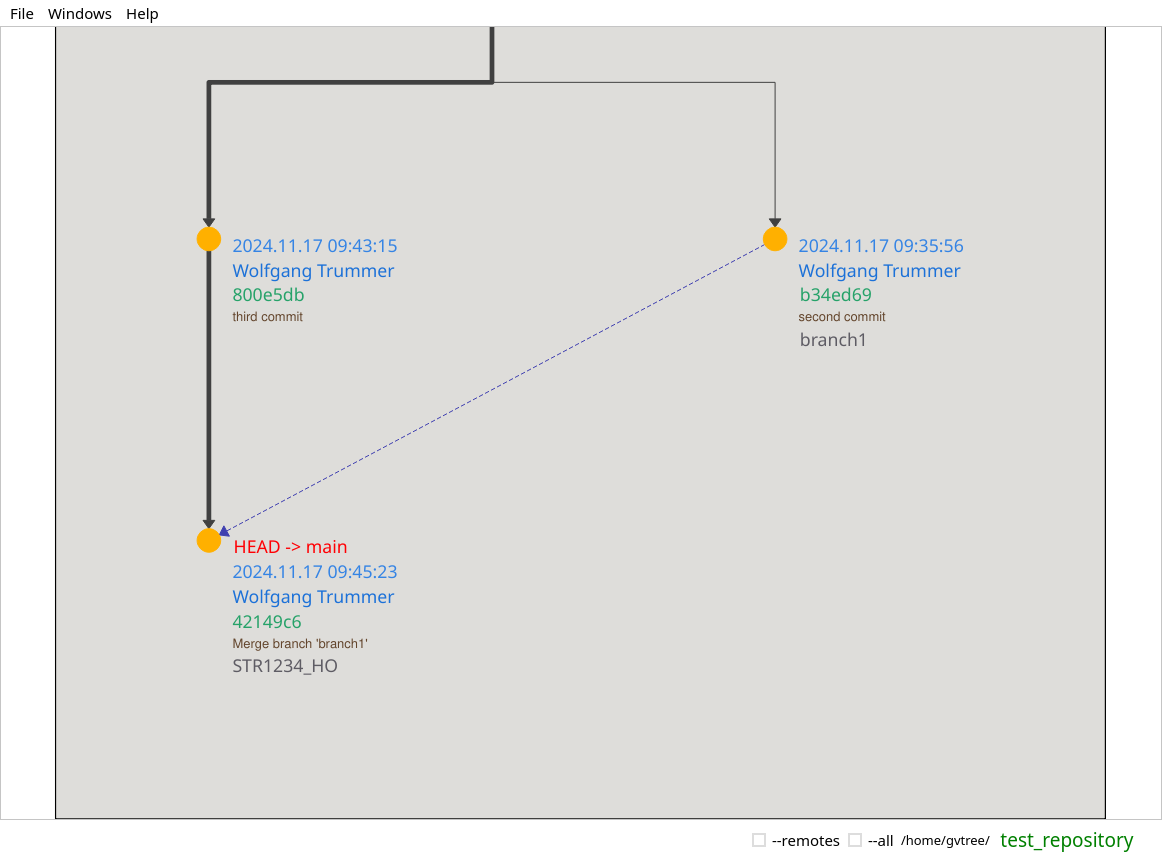 File Windows Help
2024.11.17 09:43:15
Wolfgang Trummer
800e5db
third commit
2024.11.17 09:35:56
Wolfgang Trummer
b34ed69
second commit
branch1
HEAD -> main
2024.11.17 09:45:23
Wolfgang Trummer
42149c6
Merge branch 'branch1'
STR1234_HO
--remotes --all /home/gvtree/ test_repository